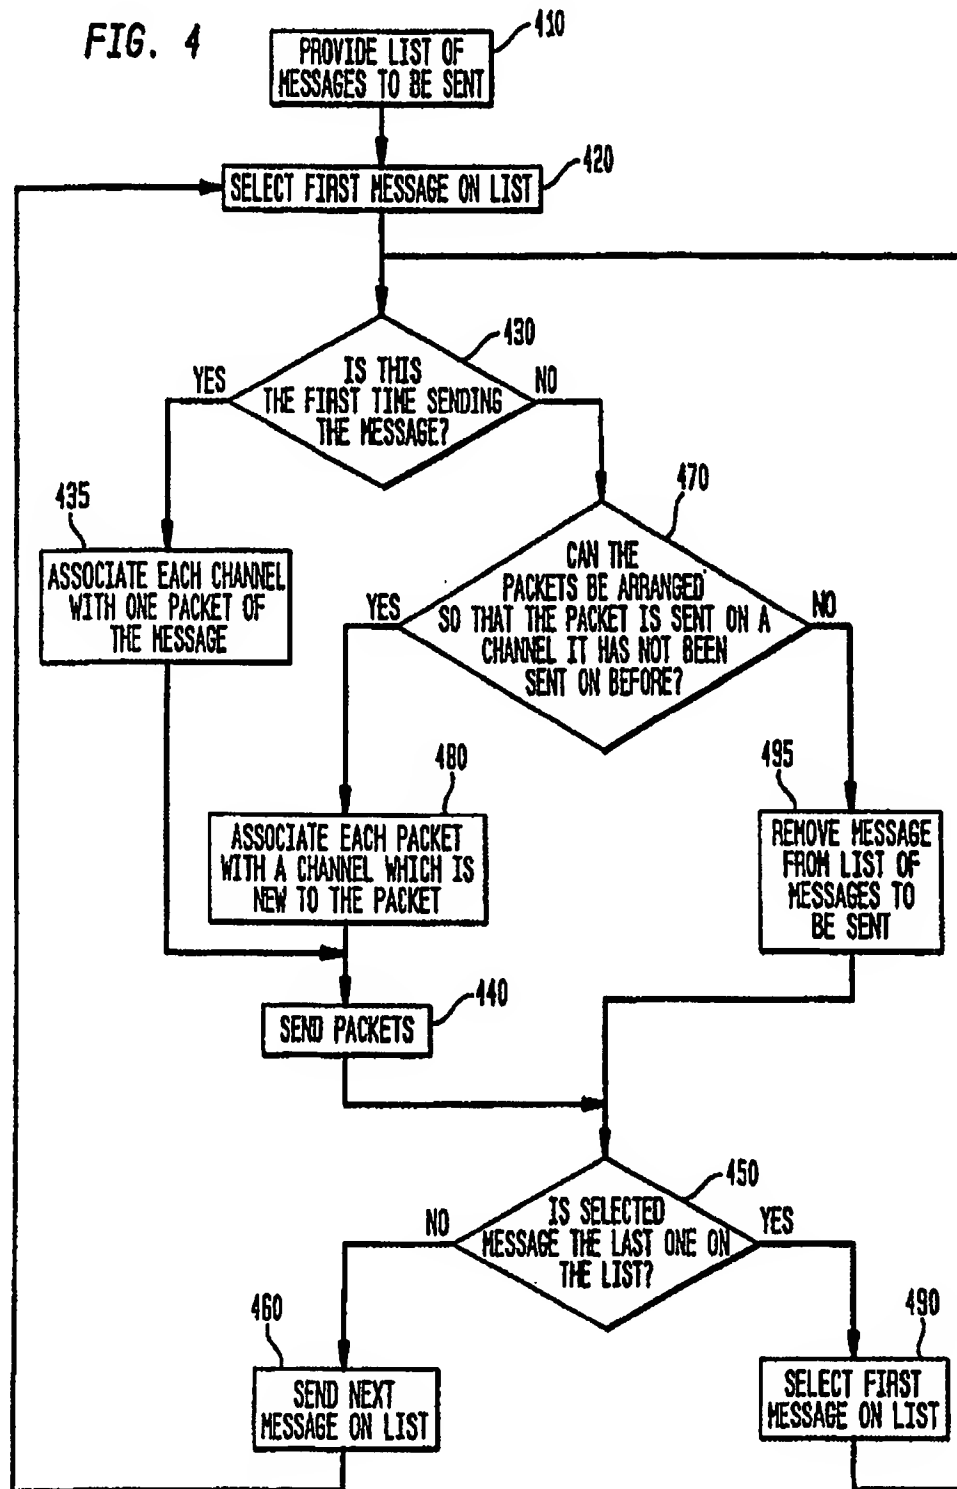 FIG. 4
410
PROVIDE LIST OF
MESSAGES TO BE SENT
420
SELECT FIRST MESSAGE ON LIST
430
IS THIS
THE FIRST TIME SENDING
THE MESSAGE?
YES
NO
435
ASSOCIATE EACH CHANNEL
WITH ONE PACKET OF
THE MESSAGE
470
CAN THE
PACKETS BE ARRANGED
SO THAT THE PACKET IS SENT ON A
CHANNEL IT HAS NOT BEEN
SENT ON BEFORE?
YES
NO
480
ASSOCIATE EACH PACKET
WITH A CHANNEL WHICH IS
NEW TO THE PACKET
495
REMOVE MESSAGE
FROM LIST OF
MESSAGES TO
BE SENT
440
SEND PACKETS
450
IS SELECTED
MESSAGE THE LAST ONE ON
THE LIST?
NO
YES
460
SEND NEXT
MESSAGE ON LIST
490
SELECT FIRST
MESSAGE ON LIST